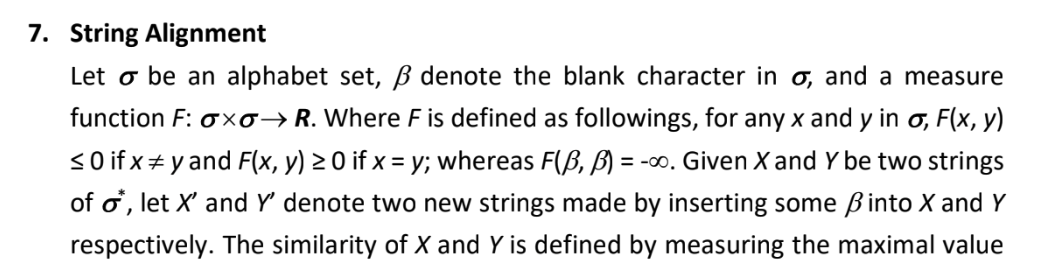 7. String Alignment
Let σ be an alphabet set, β denote the blank character in σ, and a measure
function F: σ×σ→ R. Where F is defined as followings, for any x and y in σ, F(x, y)
≤ 0 if x ≠ y and F(x, y) ≥ 0 if x = y; whereas F(β, β) = -∞. Given X and Y be two strings
of σ*, let X’ and Y’ denote two new strings made by inserting some β into X and Y
respectively. The similarity of X and Y is defined by measuring the maximal value